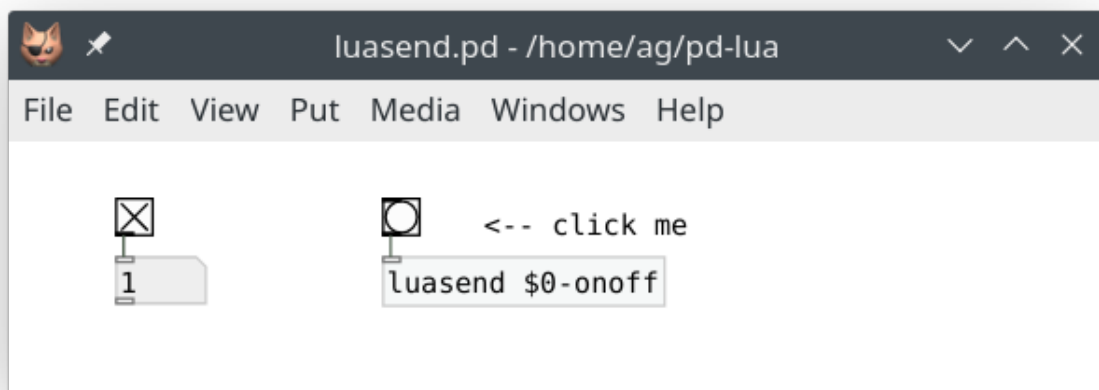 luasend.pd - /home/ag/pd-lua
File Edit View Put Media Windows Help
<-- click me
1
luasend $0-onoff